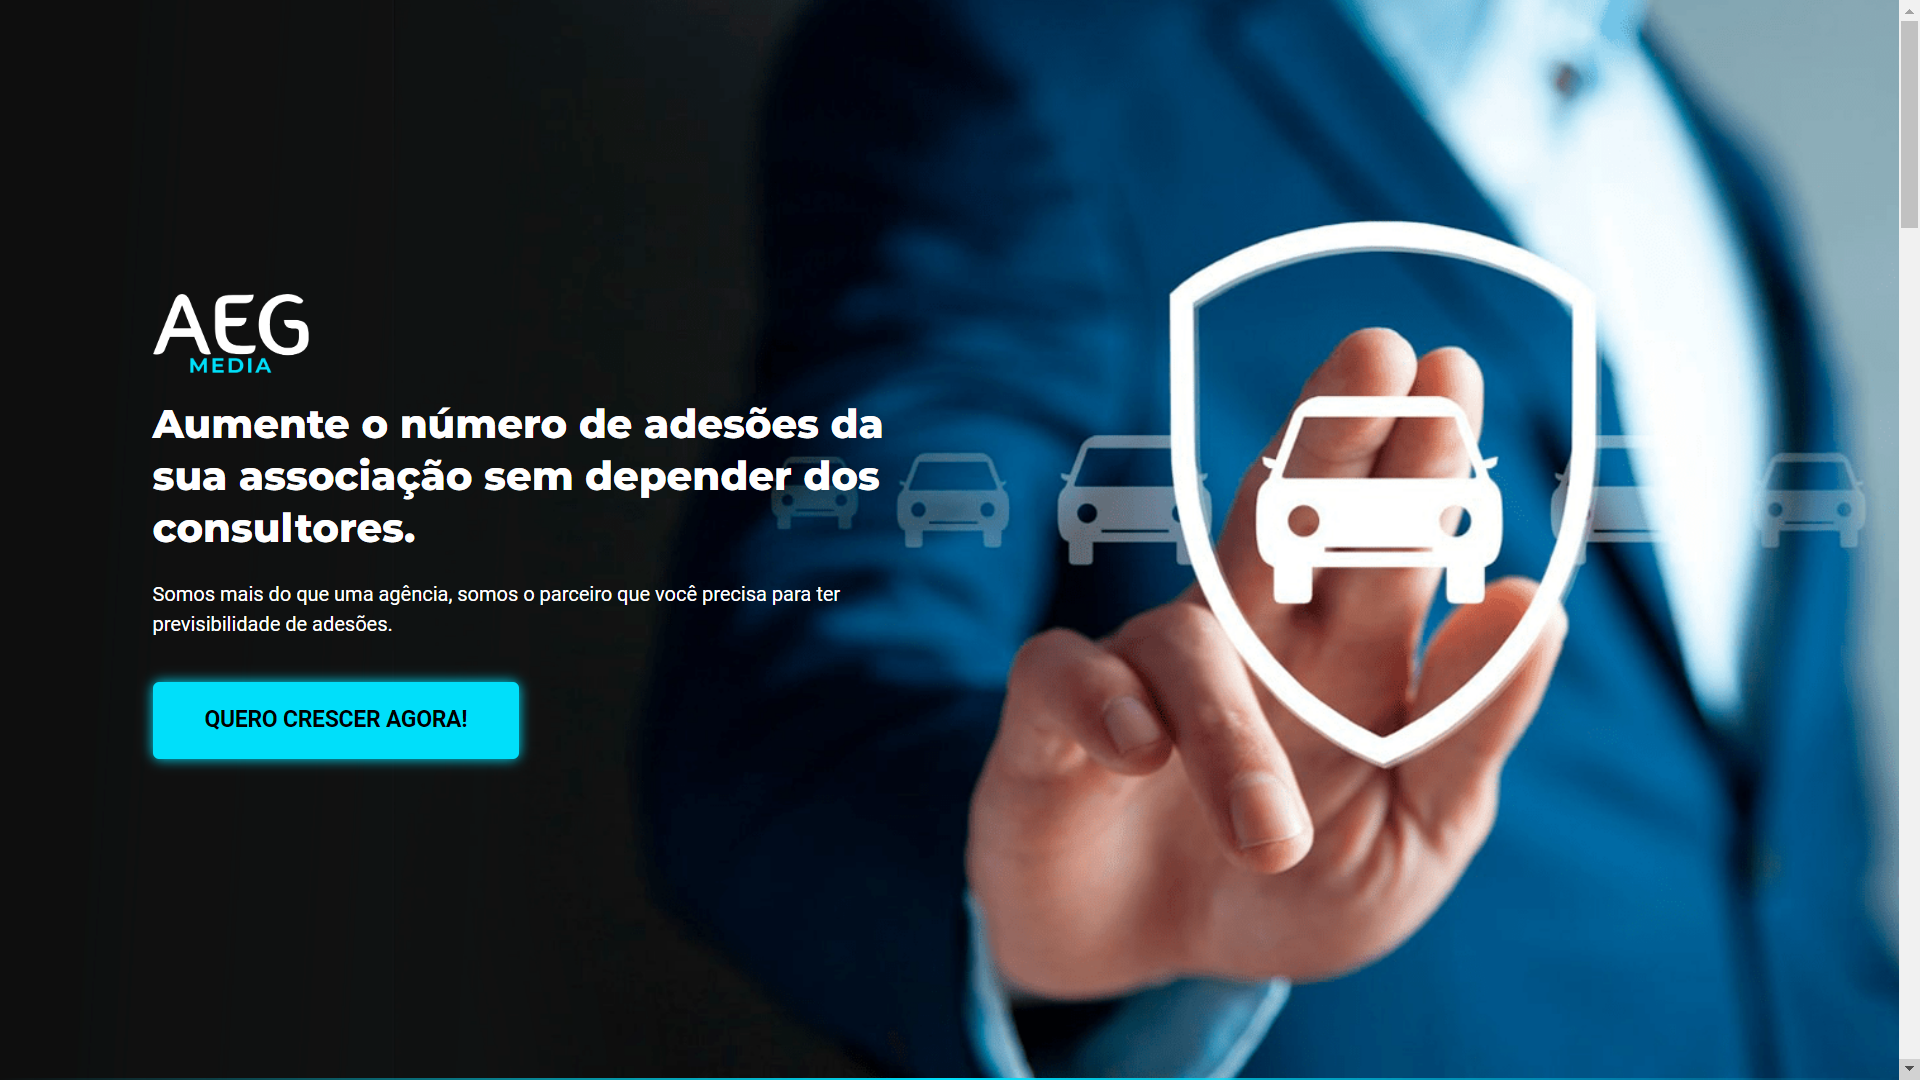 AEG
MEDIA
Aumente o número de adesões da
sua associação sem depender dos
consultores.
Somos mais do que uma agência, somos o parceiro que você precisa para ter
previsibilidade de adesões.
QUERO CRESCER AGORA!